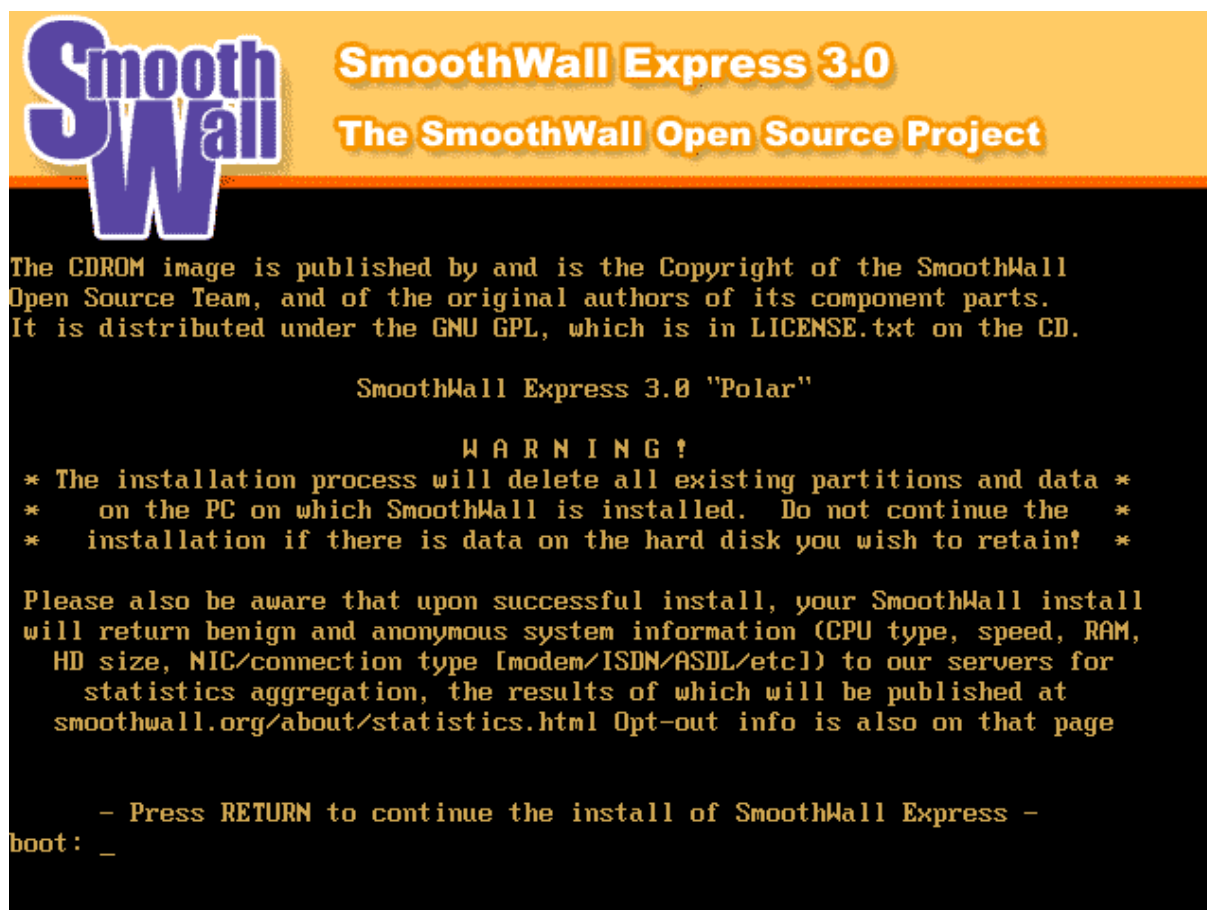 Smooth
Wall
SmoothWall Express 3.0
The SmoothWall Open Source Project
The CDROM image is published by and is the Copyright of the SmoothWall
Open Source Team, and of the original authors of its component parts.
It is distributed under the GNU GPL, which is in LICENSE.txt on the CD.
SmoothWall Express 3.0 "Polar"
W A R N I N G !
* The installation process will delete all existing partitions and data *
* on the PC on which SmoothWall is installed. Do not continue the *
* installation if there is data on the hard disk you wish to retain! *
Please also be aware that upon successful install, your SmoothWall install
will return benign and anonymous system information (CPU type, speed, RAM,
HD size, NIC/connection type [modem/ISDN/ASDL/etc]) to our servers for
statistics aggregation, the results of which will be published at
smoothwall.org/about/statistics.html Opt-out info is also on that page
- Press RETURN to continue the install of SmoothWall Express -
boot: _